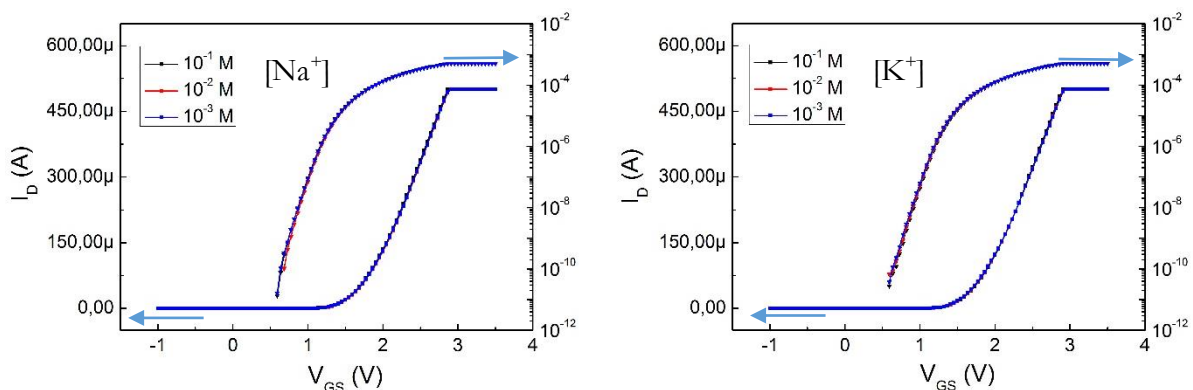 600,00µ
450,00µ
300,00µ
150,00µ
0,00
I_D (A)
10⁻¹ M
10⁻² M
10⁻³ M
[Na⁺]
10⁻²
10⁻⁴
10⁻⁶
10⁻⁸
10⁻¹⁰
10⁻¹²
-1 0 1 2 3 4
V_GS (V)
600,00µ
450,00µ
300,00µ
150,00µ
0,00
I_D (A)
10⁻¹ M
10⁻² M
10⁻³ M
[K⁺]
10⁻²
10⁻⁴
10⁻⁶
10⁻⁸
10⁻¹⁰
10⁻¹²
-1 0 1 2 3 4
V_GS (V)